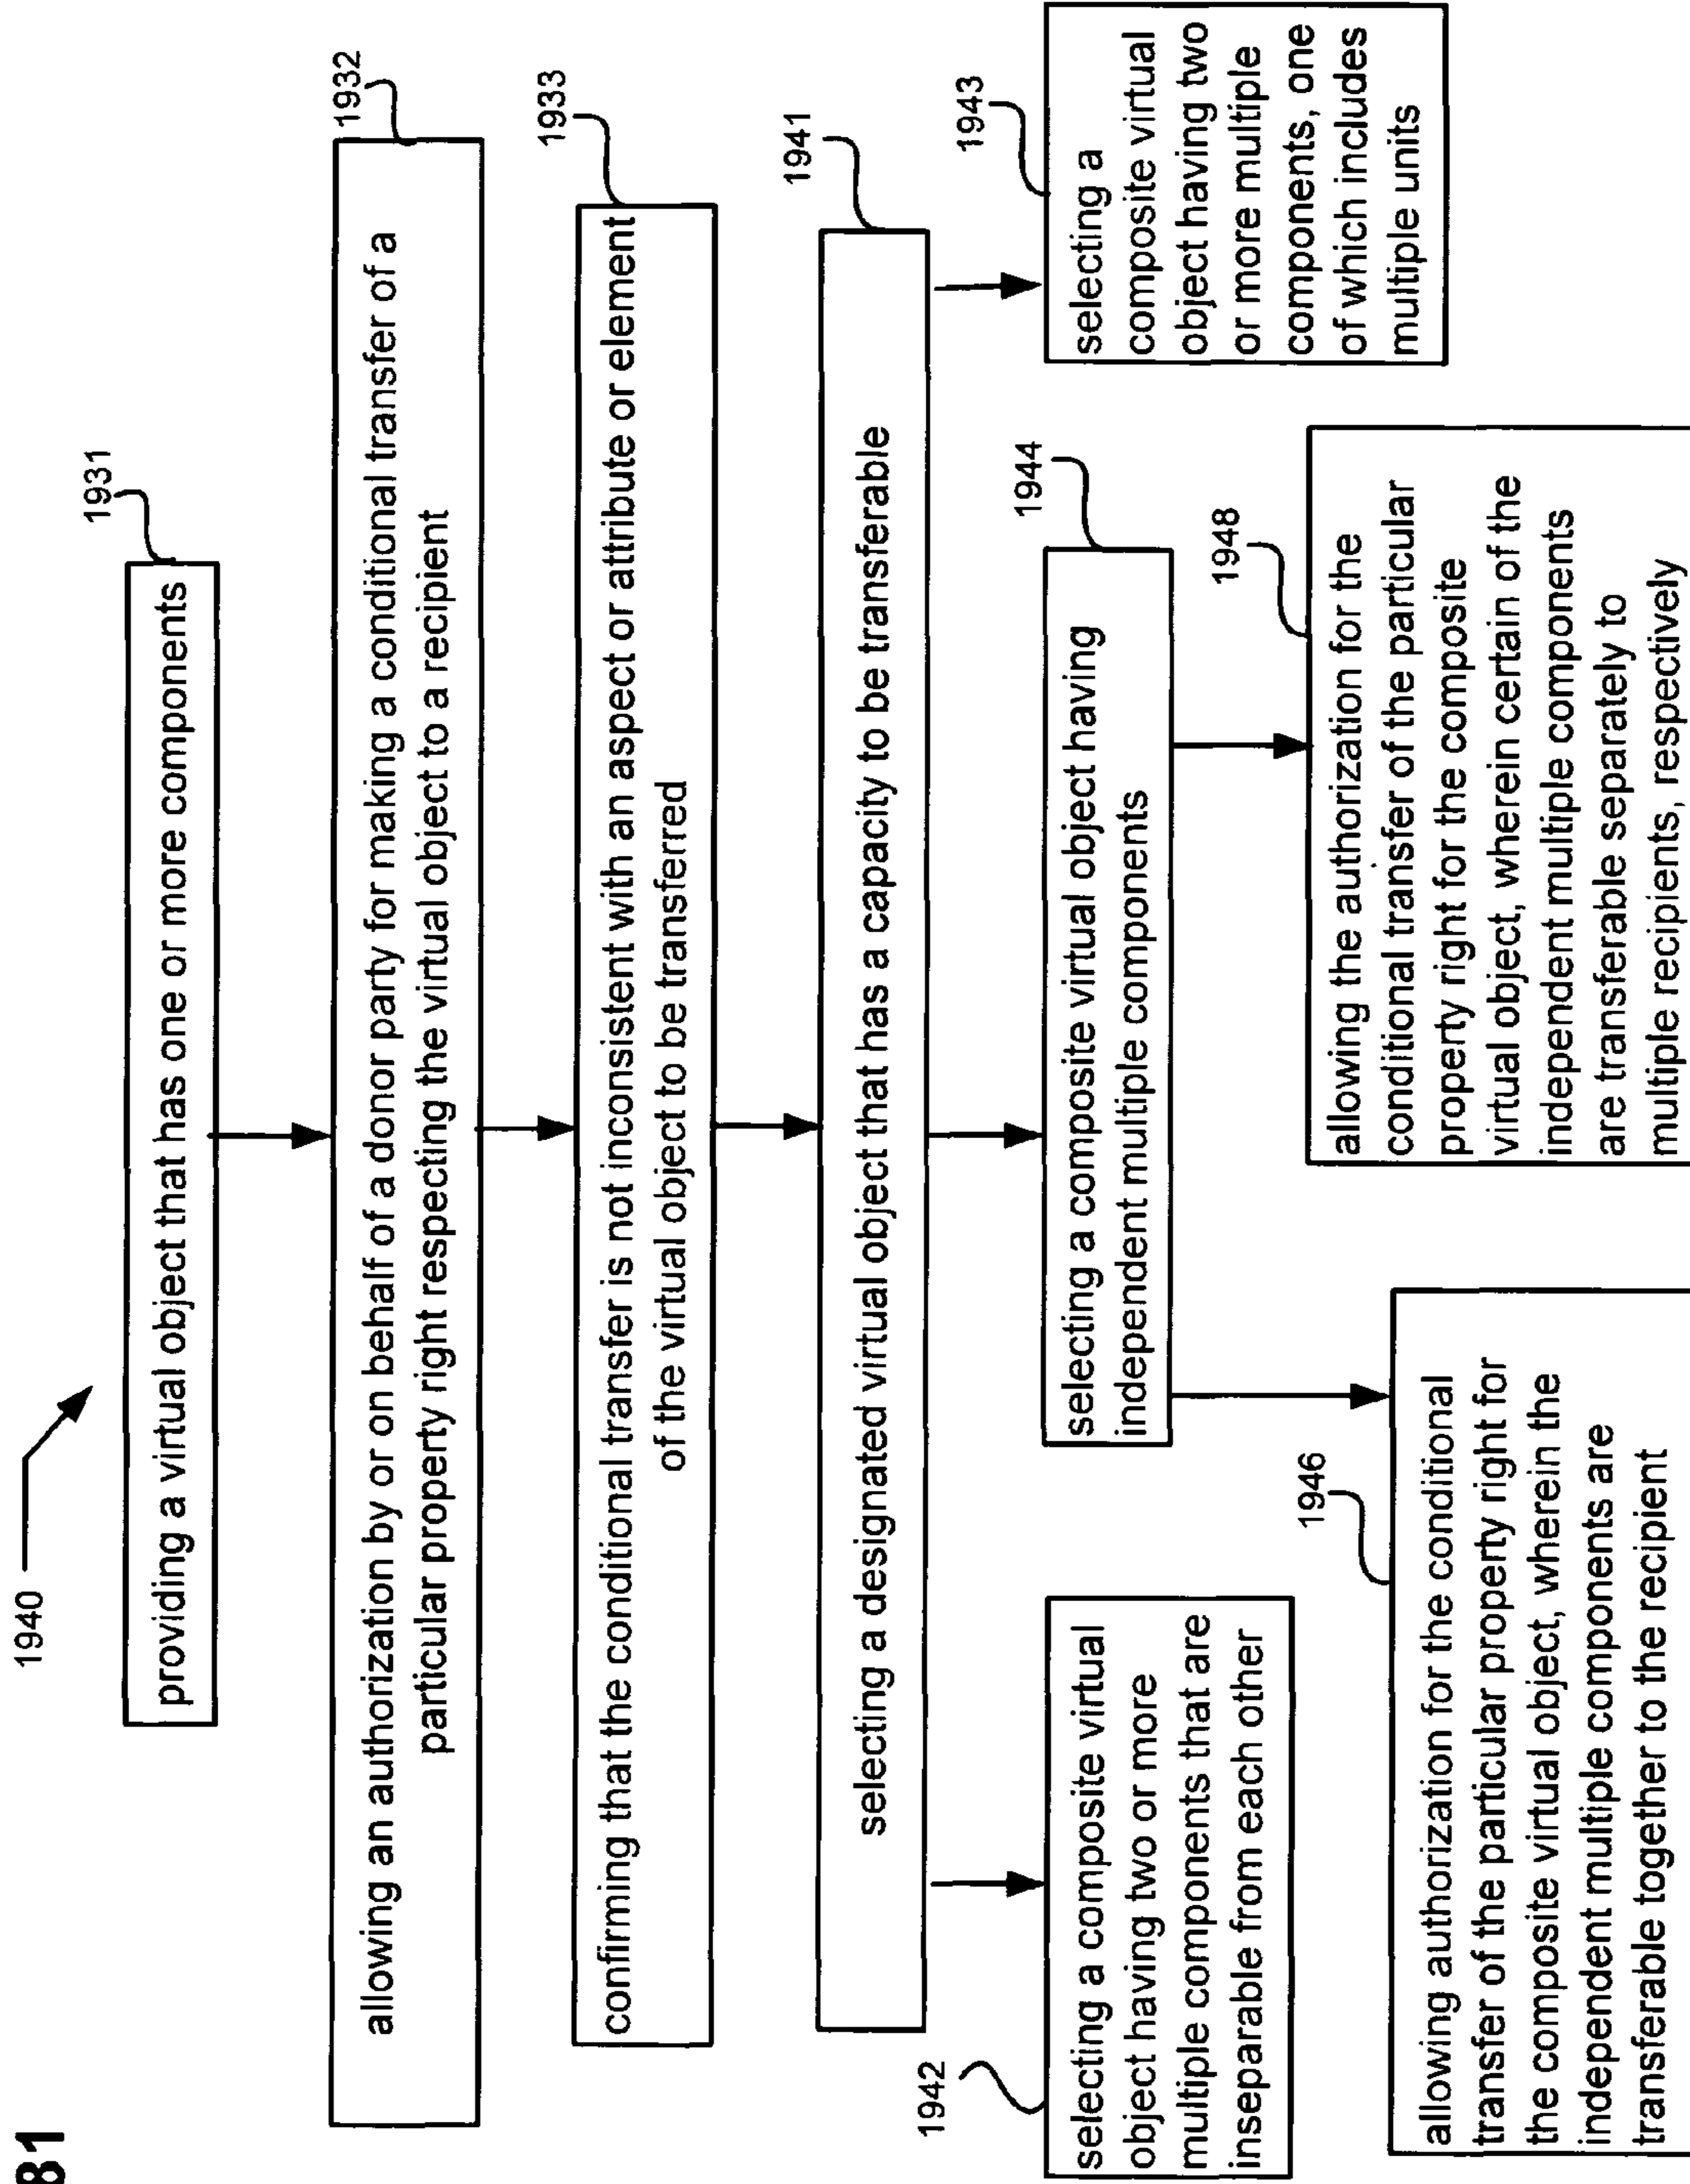 81
1940
1931
providing a virtual object that has one or more components
1932
allowing an authorization by or on behalf of a donor party for making a conditional transfer of a
particular property right respecting the virtual object to a recipient
1933
confirming that the conditional transfer is not inconsistent with an aspect or attribute or element
of the virtual object to be transferred
1941
selecting a designated virtual object that has a capacity to be transferable
1942
selecting a composite virtual
object having two or more
multiple components that are
inseparable from each other
1944
selecting a composite virtual object having
independent multiple components
1943
selecting a
composite virtual
object having two
or more multiple
components, one
of which includes
multiple units
1946
allowing authorization for the conditional
transfer of the particular property right for
the composite virtual object, wherein the
independent multiple components are
transferable together to the recipient
1948
allowing the authorization for the
conditional transfer of the particular
property right for the composite
virtual object, wherein certain of the
independent multiple components
are transferable separately to
multiple recipients, respectively